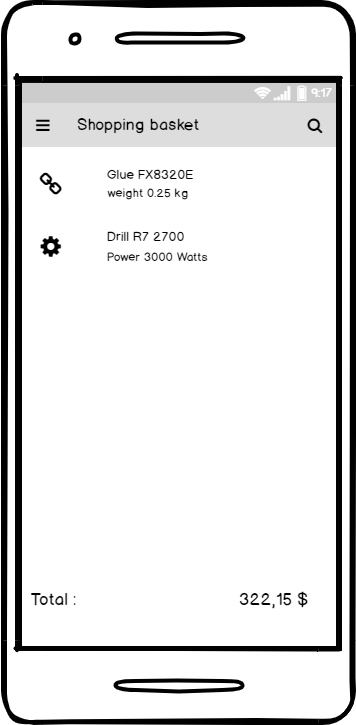 9:17
Shopping basket
Glue FX8320E
weight 0.25 kg
Drill R7 2700
Power 3000 Watts
Total : 322,15 $